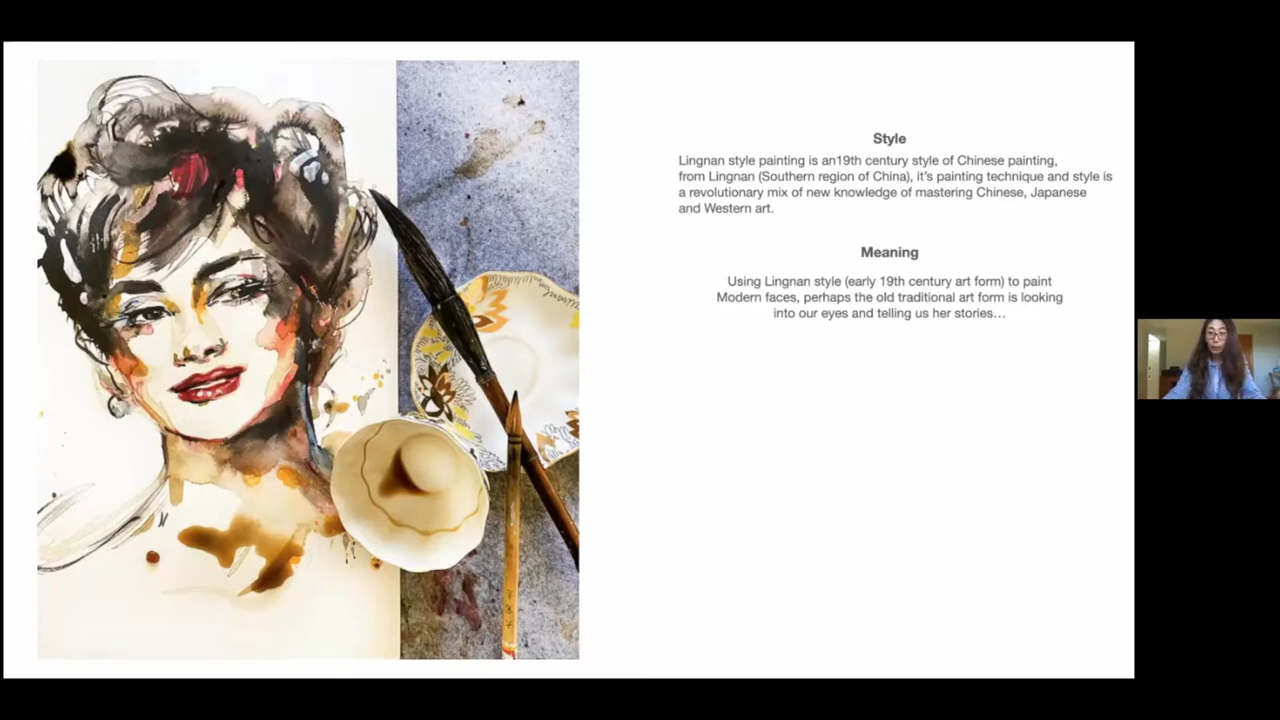 Style
Lingnan style painting is an19th century style of Chinese painting,
from Lingnan (Southern region of China), it's painting technique and style is
a revolutionary mix of new knowledge of mastering Chinese, Japanese
and Western art.
Meaning
Using Lingnan style (early 19th century art form) to paint
Modern faces, perhaps the old traditional art form is looking
into our eyes and telling us her stories…